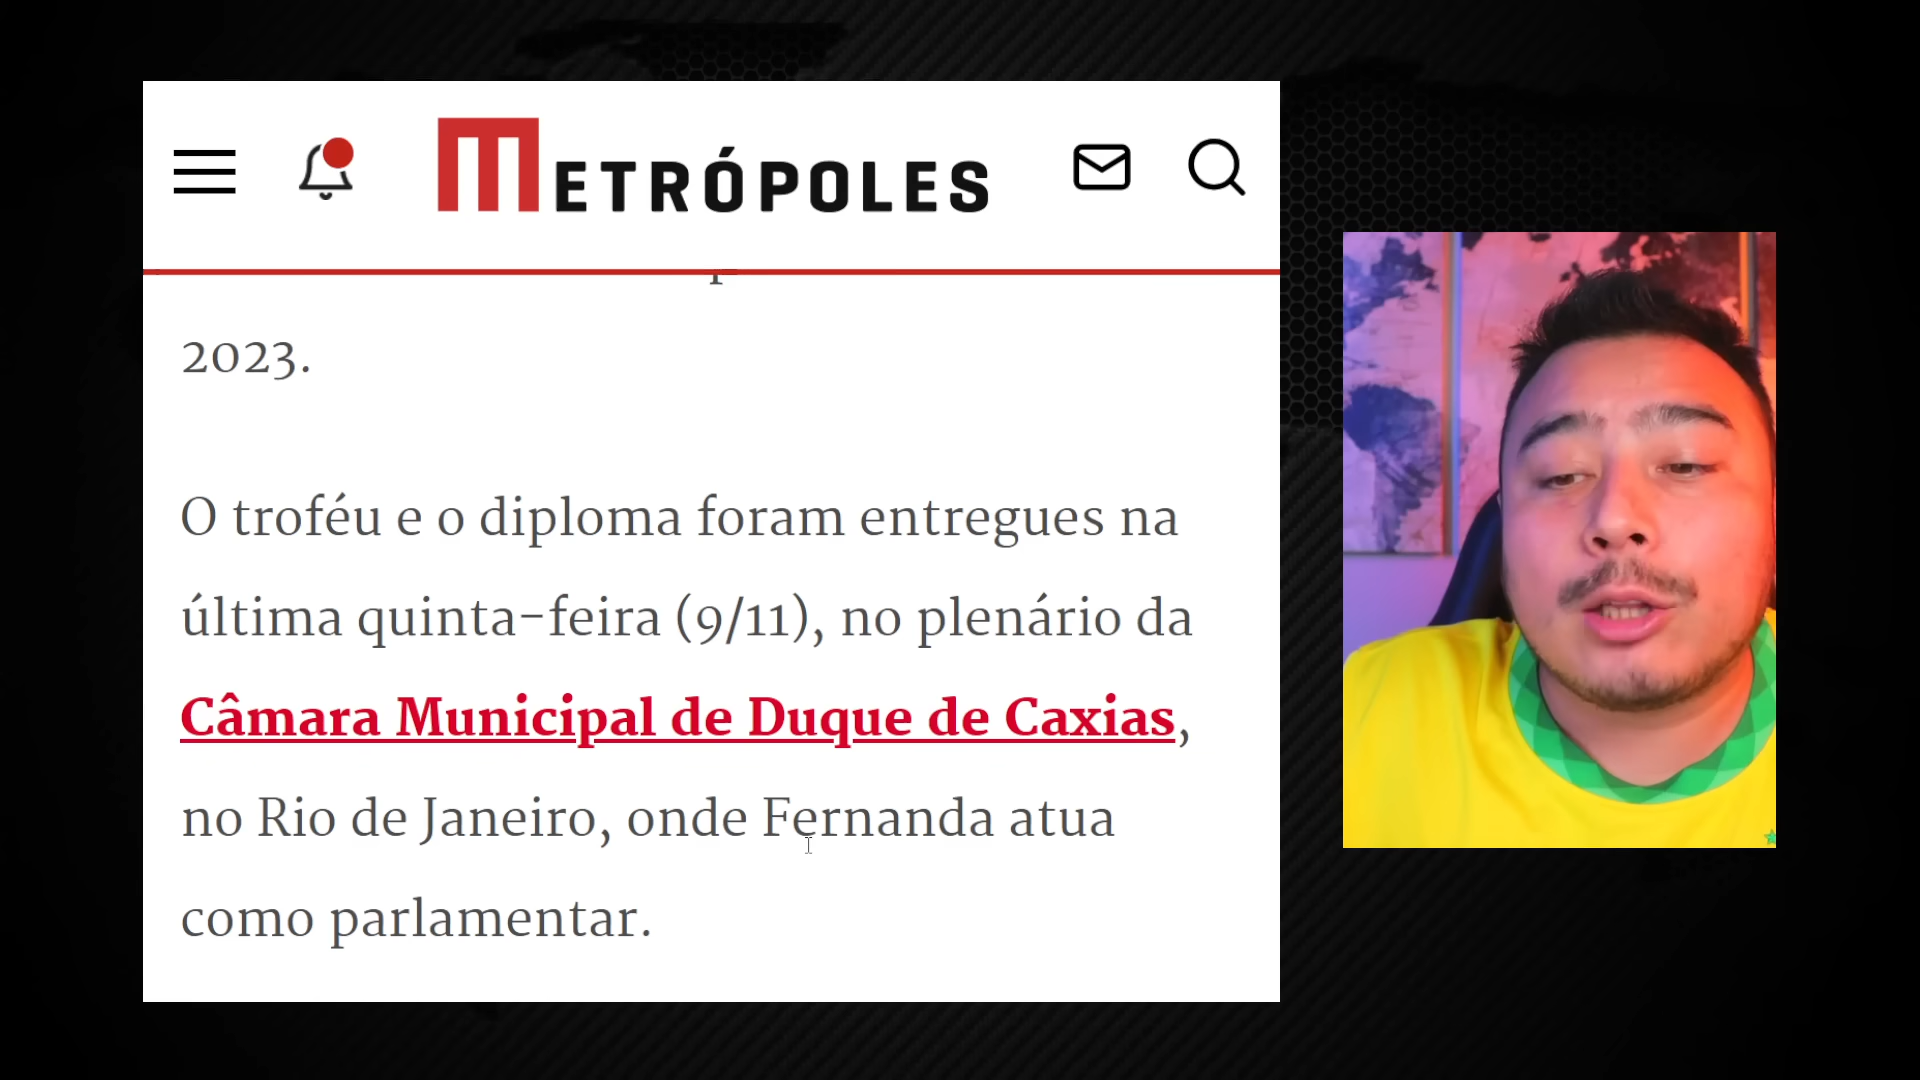 METRÓPOLES
2023.
O troféu e o diploma foram entregues na
última quinta-feira (9/11), no plenário da
Câmara Municipal de Duque de Caxias,
no Rio de Janeiro, onde Fernanda atua
como parlamentar.